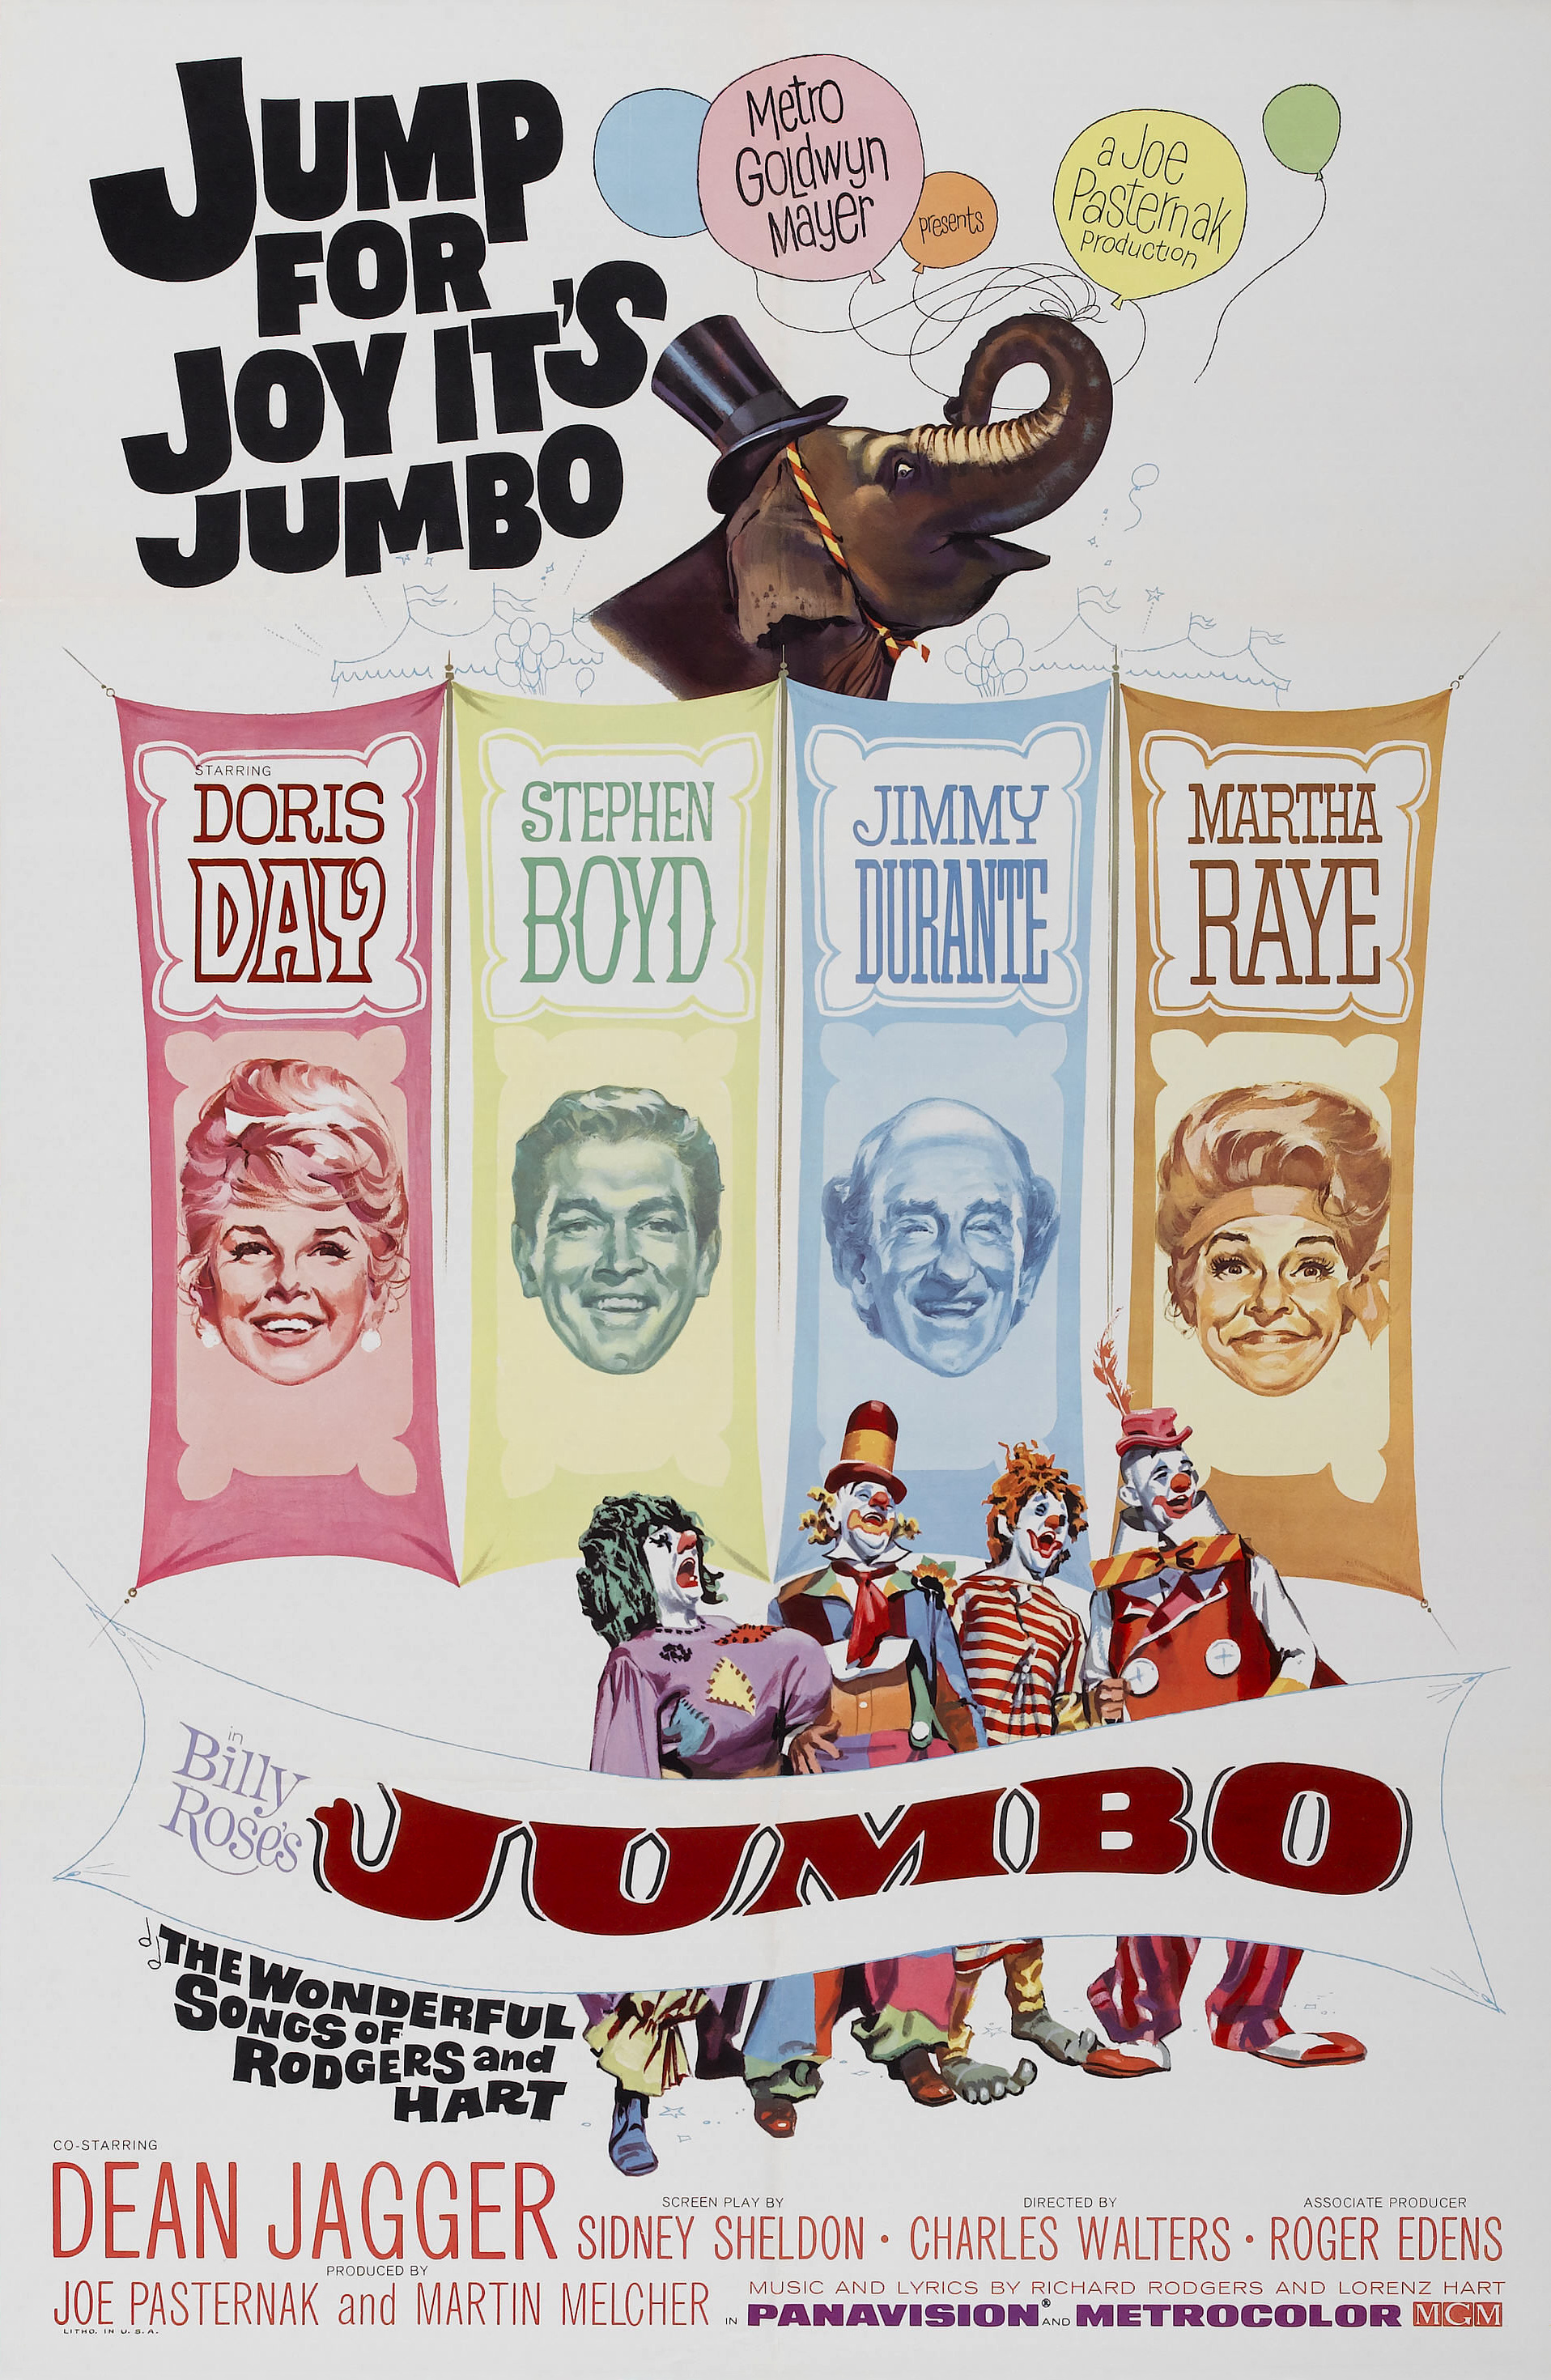 JUMP
FOR
JOY IT'S
JUMBO
Metro
Goldwyn
Mayer
presents
a Joe
Pasternak
production
STARRING
DORIS
DAY
STEPHEN
BOYD
JIMMY
DURANTE
MARTHA
RAYE
in
Billy
Rose's
JUMBO
THE WONDERFUL
SONGS OF
RODGERS and
HART
CO-STARRING
DEAN JAGGER
SCREEN PLAY BY
SIDNEY SHELDON •
DIRECTED BY
CHARLES WALTERS •
ASSOCIATE PRODUCER
ROGER EDENS
PRODUCED BY
JOE PASTERNAK and MARTIN MELCHER
MUSIC AND LYRICS BY RICHARD RODGERS AND LORENZ HART
IN PANAVISION® AND METROCOLOR MGM
LITHO. IN U.S.A.